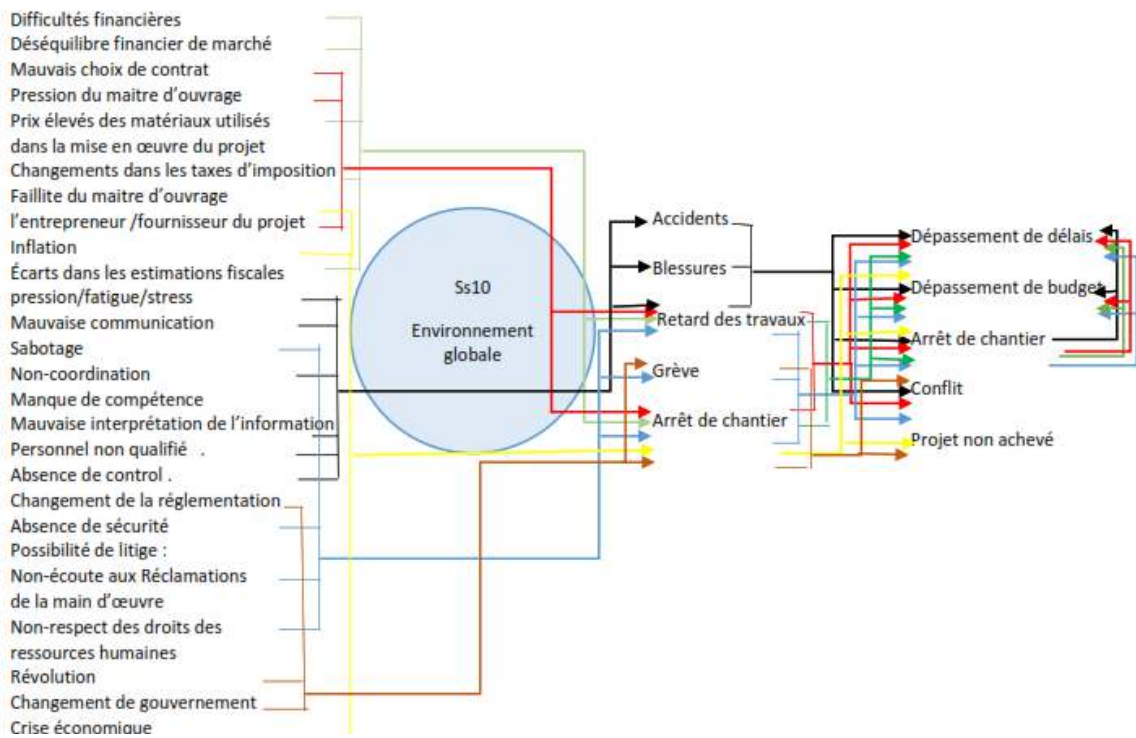 Difficultés financières
Déséquilibre financier de marché
Mauvais choix de contrat
Pression du maitre d'ouvrage
Prix élevés des matériaux utilisés
dans la mise en œuvre du projet
Changements dans les taxes d'imposition
Faillite du maitre d'ouvrage
l'entrepreneur /fournisseur du projet
Inflation
Écarts dans les estimations fiscales
pression/fatigue/stress
Mauvaise communication
Sabotage
Non-coordination
Manque de compétence
Mauvaise interprétation de l'information
Personnel non qualifié .
Absence de control .
Changement de la réglementation
Absence de sécurité
Possibilité de litige :
Non-écoute aux Réclamations
de la main d'œuvre
Non-respect des droits des
ressources humaines
Révolution
Changement de gouvernement
Crise économique
Ss10
Environnement
globale
Accidents
Blessures
Retard des travaux
Grève
Arrêt de chantier
Dépassement de délais
Dépassement de budget
Arrêt de chantier
Conflit
Projet non achevé